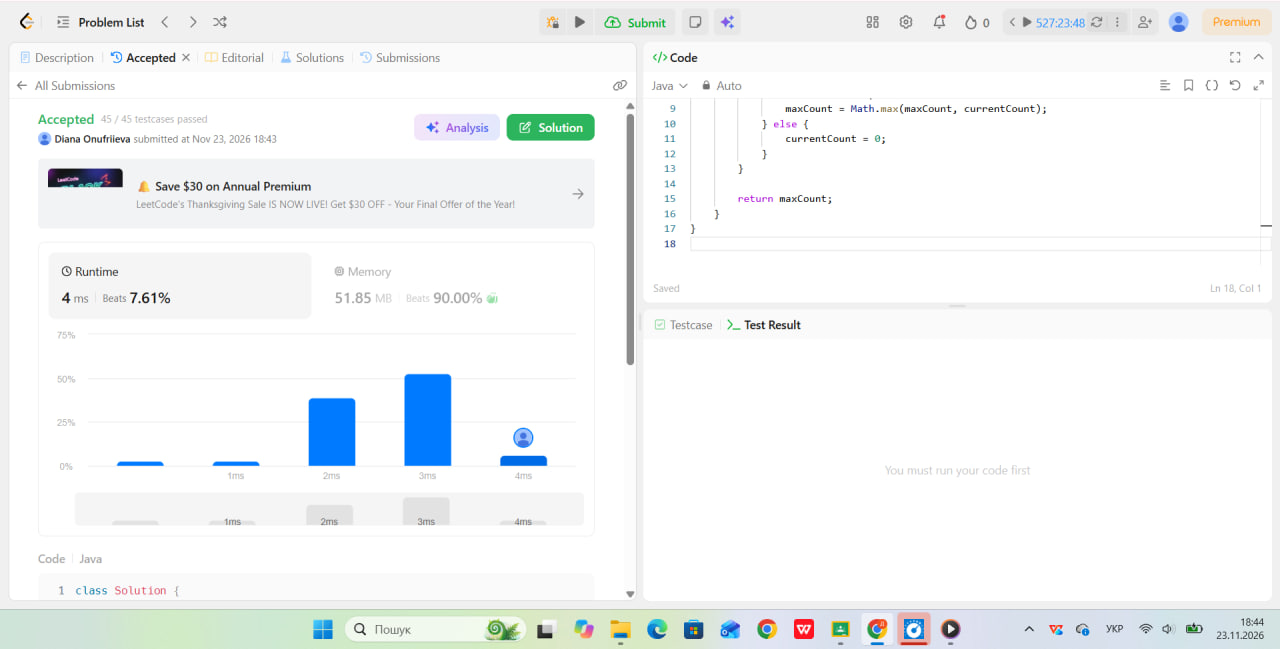 Problem List
Submit
0
527:23:48
Premium
Description
Accepted
Editorial
Solutions
Submissions
All Submissions
Accepted 45 / 45 testcases passed
Diana Onufriieva submitted at Nov 23, 2026 18:43
Analysis
Solution
LeetCode
Save $30 on Annual Premium
LeetCode's Thanksgiving Sale IS NOW LIVE! Get $30 OFF - Your Final Offer of the Year!
Runtime
4 ms Beats 7.61%
Memory
51.85 MB Beats 90.00%
75%
50%
25%
0%
1ms 2ms 3ms 4ms
1ms 2ms 3ms 4ms
Code Java
1 class Solution {
</> Code
Java Auto
9 maxCount = Math.max(maxCount, currentCount);
10 } else {
11 currentCount = 0;
12 }
13 }
14
15 return maxCount;
16 }
17 }
18
Saved
Ln 18, Col 1
Testcase
Test Result
You must run your code first
Пошук
УКР
18:44
23.11.2026